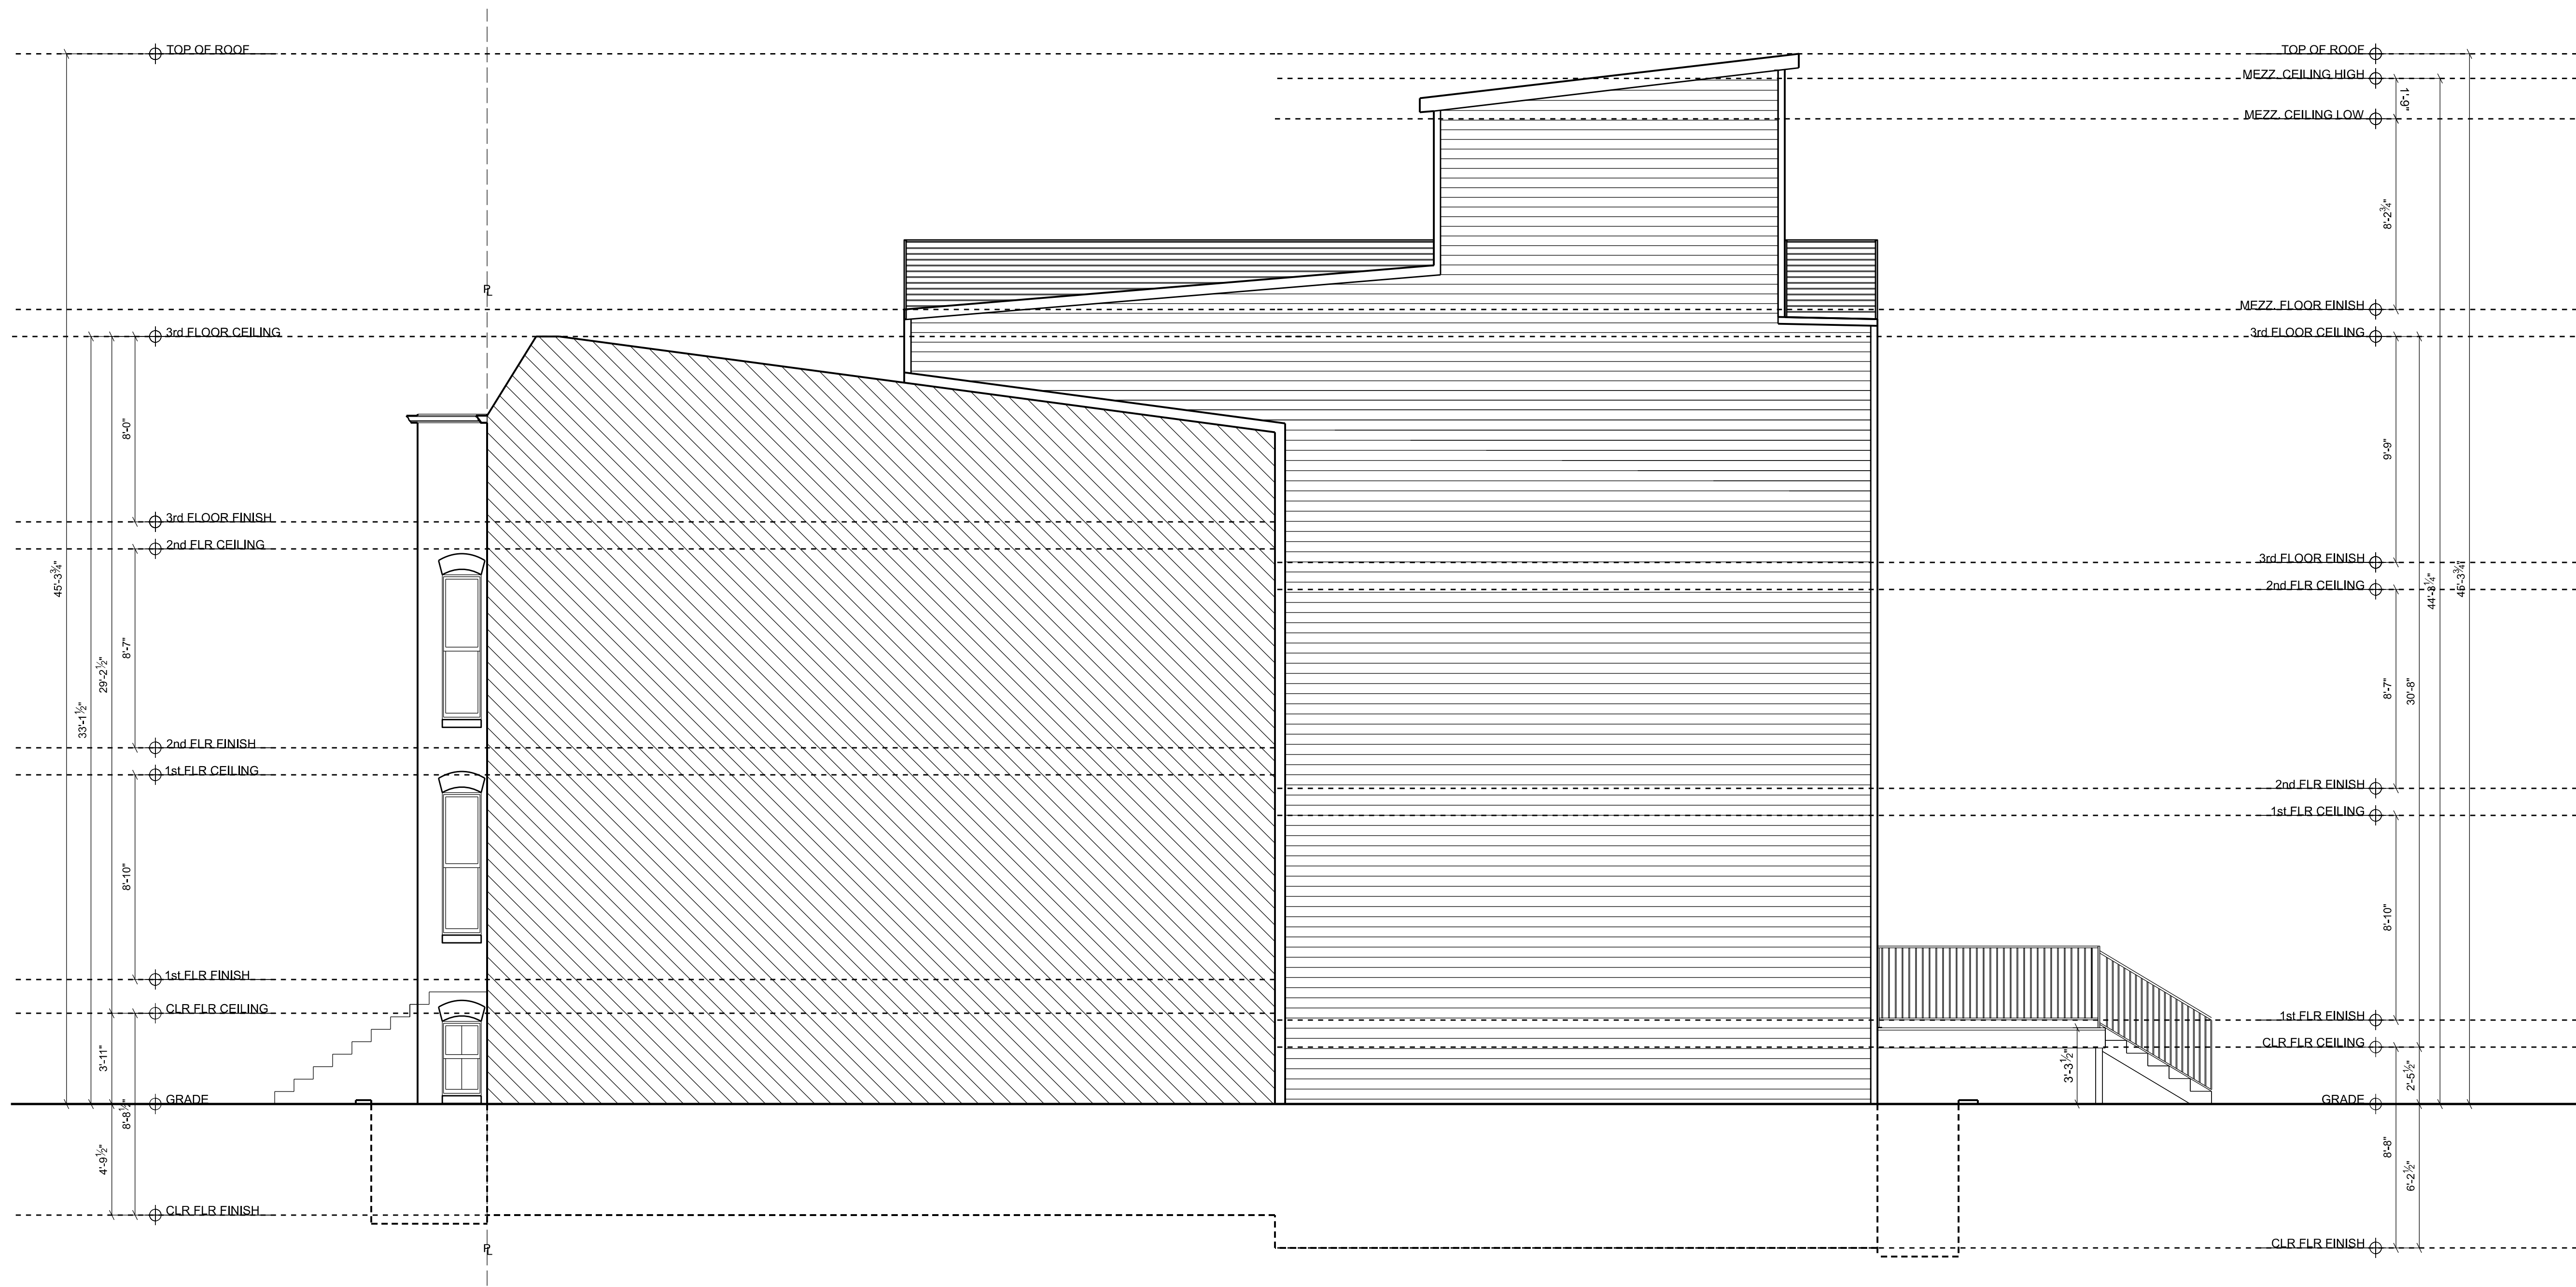 TOP OF ROOF
3rd FLOOR CEILING
3rd FLOOR FINISH
2nd FLR CEILING
2nd FLR FINISH
1st FLR CEILING
1st FLR FINISH
CLR FLR CEILING
GRADE
CLR FLR FINISH
45'-3¾"
33'-1½"
29'-2½"
8'-0"
8'-7"
8'-10"
3'-11"
8'-8½"
4'-9½"
PL
PL
TOP OF ROOF
MEZZ. CEILING HIGH
MEZZ. CEILING LOW
MEZZ. FLOOR FINISH
3rd FLOOR CEILING
3rd FLOOR FINISH
2nd FLR CEILING
2nd FLR FINISH
1st FLR CEILING
1st FLR FINISH
CLR FLR CEILING
GRADE
CLR FLR FINISH
1'-9"
8'-2¾"
9'-9"
8'-7"
8'-10"
30'-8"
44'-3¼"
45'-3¾"
3'-3½"
2'-5½"
8'-8"
6'-2½"